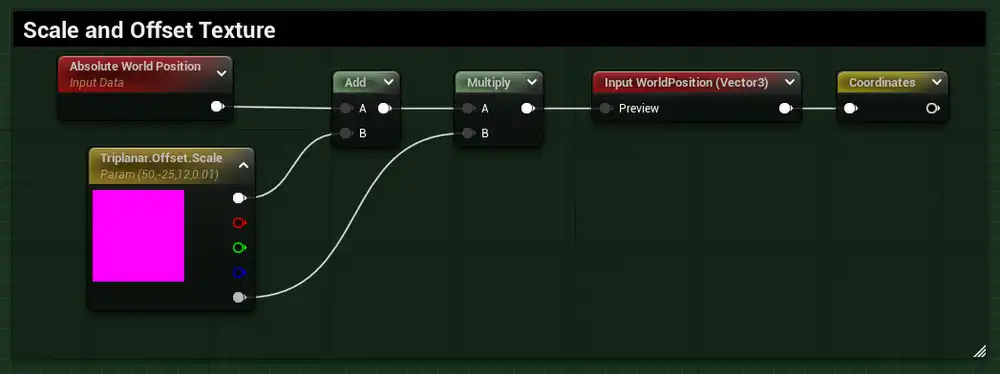 Scale and Offset Texture
Absolute World Position
Input Data
Add
A
B
Multiply
A
B
Input WorldPosition (Vector3)
Preview
Coordinates
Triplanar.Offset.Scale
Param (50,-25,12,0.01)